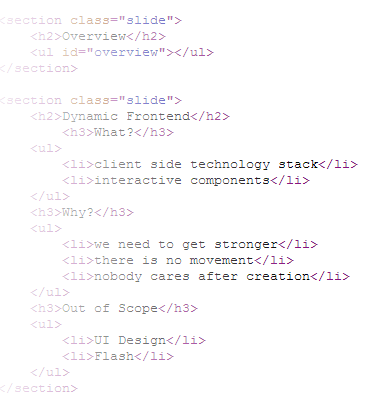 <section class="slide">
<h2>Overview</h2>
<ul id="overview"></ul>
</section>
<section class="slide">
<h2>Dynamic Frontend</h2>
<h3>What?</h3>
<ul>
<li>client side technology stack</li>
<li>interactive components</li>
</ul>
<h3>Why?</h3>
<ul>
<li>we need to get stronger</li>
<li>there is no movement</li>
<li>nobody cares after creation</li>
</ul>
<h3>Out of Scope</h3>
<ul>
<li>UI Design</li>
<li>Flash</li>
</ul>
</section>